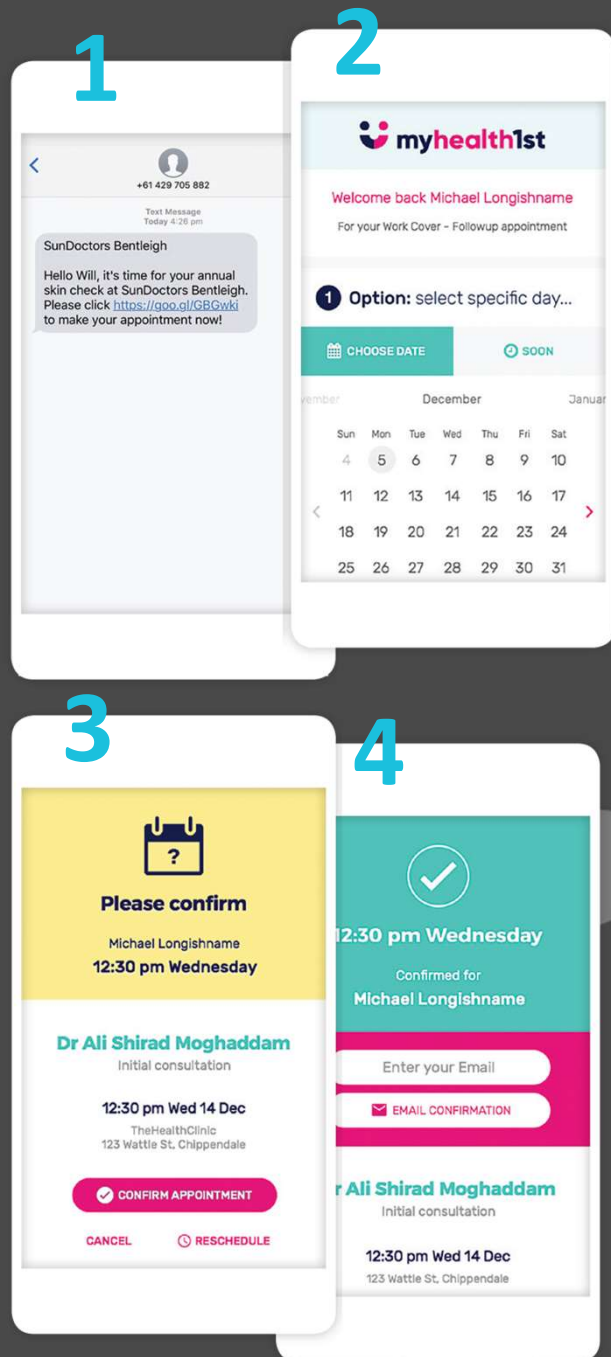 1
+61 429 705 882
Text Message
Today 4:26 pm
SunDoctors Bentleigh
Hello Will, it's time for your annual
skin check at SunDoctors Bentleigh.
Please click https://goo.gl/GBGwki
to make your appointment now!
2
myhealth1st
Welcome back Michael Longishname
For your Work Cover - Followup appointment
1 Option: select specific day...
CHOOSE DATE SOON
vember December Januar
Sun Mon Tue Wed Thu Fri Sat
4 5 6 7 8 9 10
11 12 13 14 15 16 17
18 19 20 21 22 23 24
25 26 27 28 29 30 31
3
?
Please confirm
Michael Longishname
12:30 pm Wednesday
Dr Ali Shirad Moghaddam
Initial consultation
12:30 pm Wed 14 Dec
TheHealthClinic
123 Wattle St, Chippendale
CONFIRM APPOINTMENT
CANCEL RESCHEDULE
4
12:30 pm Wednesday
Confirmed for
Michael Longishname
Enter your Email
EMAIL CONFIRMATION
r Ali Shirad Moghaddam
Initial consultation
12:30 pm Wed 14 Dec
123 Wattle St, Chippendale